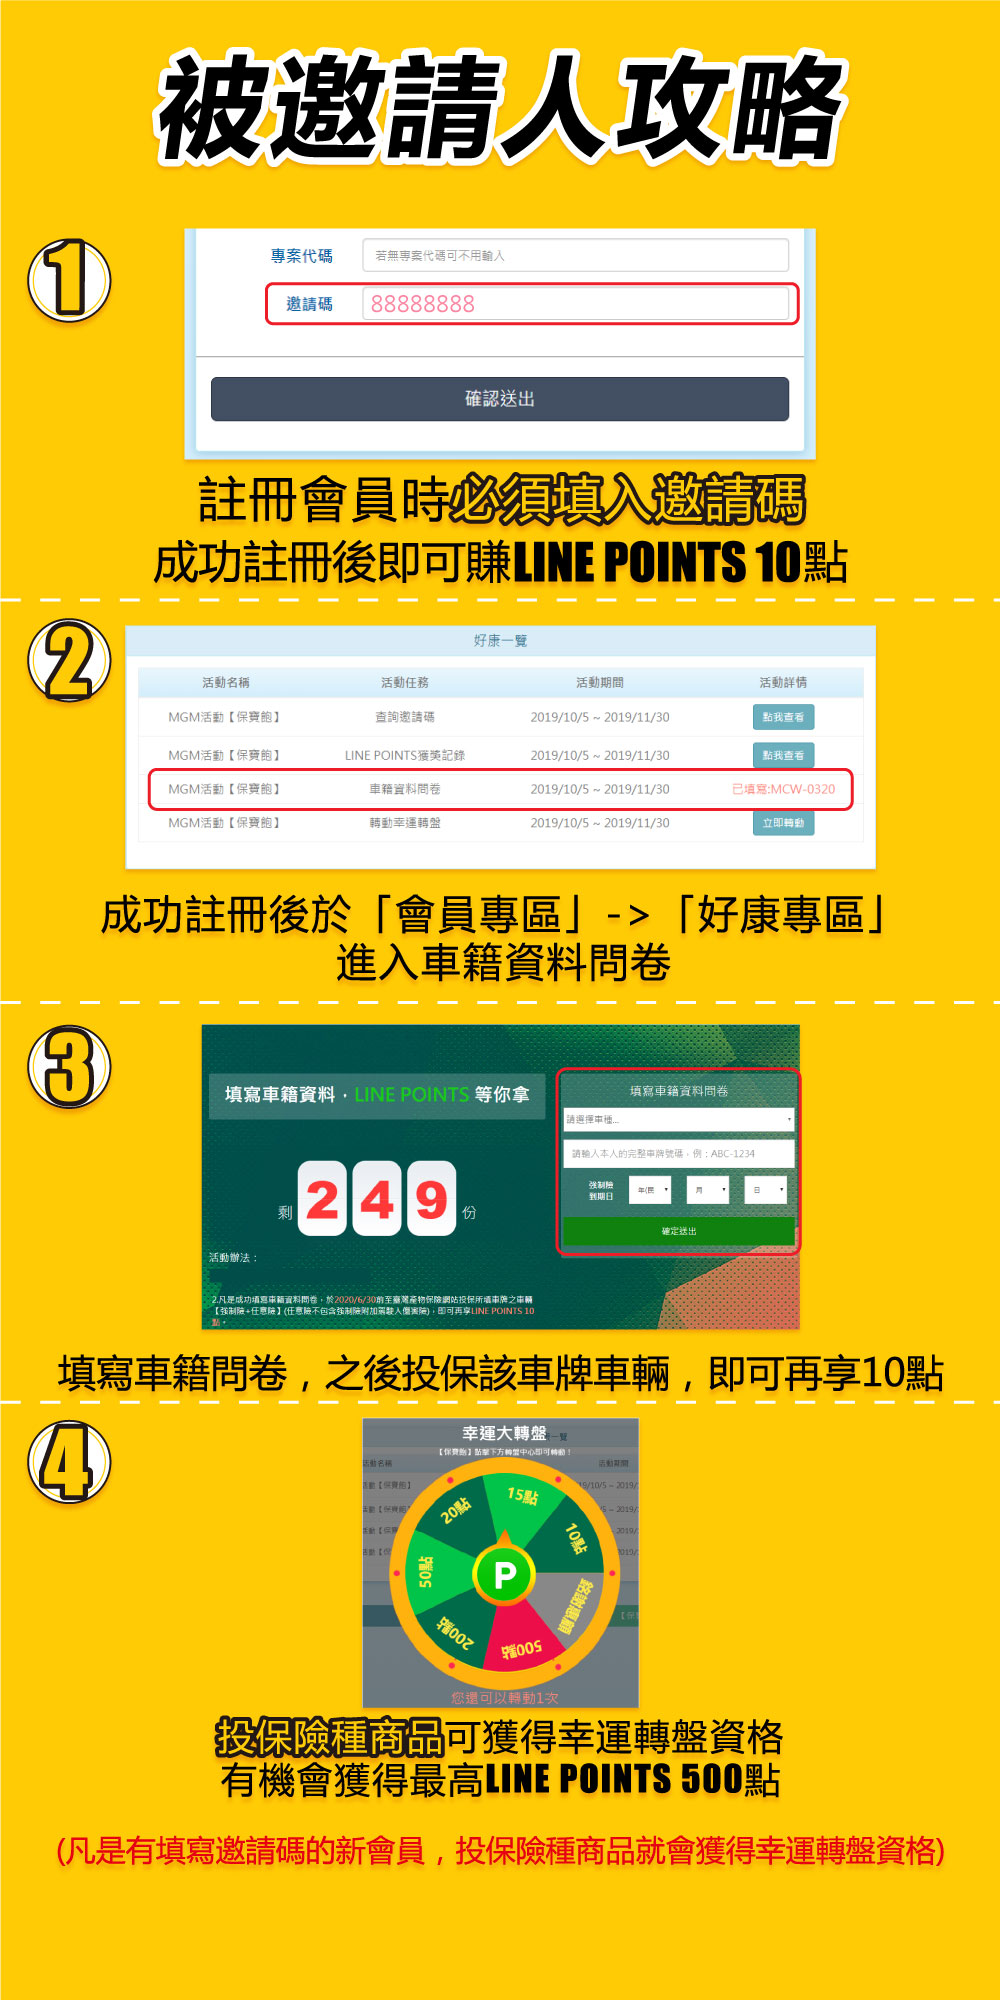 被邀請人攻略
1
專案代碼 若無專案代碼可不用輸入
邀請碼 88888888
確認送出
註冊會員時必須填入邀請碼
成功註冊後即可賺LINE POINTS 10點
2
好康一覽
活動名稱 活動任務 活動期間 活動詳情
MGM活動【保寶飽】 查詢邀請碼 2019/10/5 ~ 2019/11/30 點我查看
MGM活動【保寶飽】 LINE POINTS獲獎記錄 2019/10/5 ~ 2019/11/30 點我查看
MGM活動【保寶飽】 車籍資料問卷 2019/10/5 ~ 2019/11/30 已填寫:MCW-0320
MGM活動【保寶飽】 轉動幸運轉盤 2019/10/5 ~ 2019/11/30 立即轉動
成功註冊後於「會員專區」->「好康專區」
進入車籍資料問卷
3
填寫車籍資料，LINE POINTS 等你拿
剩 249 份
活動辦法：
2.凡是成功填寫車籍資料問卷，於2020/6/30前至臺灣產物保險網站投保所填車牌之車輛
【強制險+任意險】(任意險不包含強制險附加駕駛人傷害險)，即可再享LINE POINTS 10
點。
填寫車籍資料問卷
請選擇車種...
請輸入本人的完整車牌號碼，例：ABC-1234
強制險
到期日 年(民 月 日
確定送出
填寫車籍問卷，之後投保該車牌車輛，即可再享10點
4
幸運大轉盤
【保寶飽】點擊下方轉盤中心即可轉動！
15點
10點
銘謝惠顧
500點
200點
50點
20點
P
您還可以轉動1次
投保險種商品可獲得幸運轉盤資格
有機會獲得最高LINE POINTS 500點
(凡是有填寫邀請碼的新會員，投保險種商品就會獲得幸運轉盤資格)